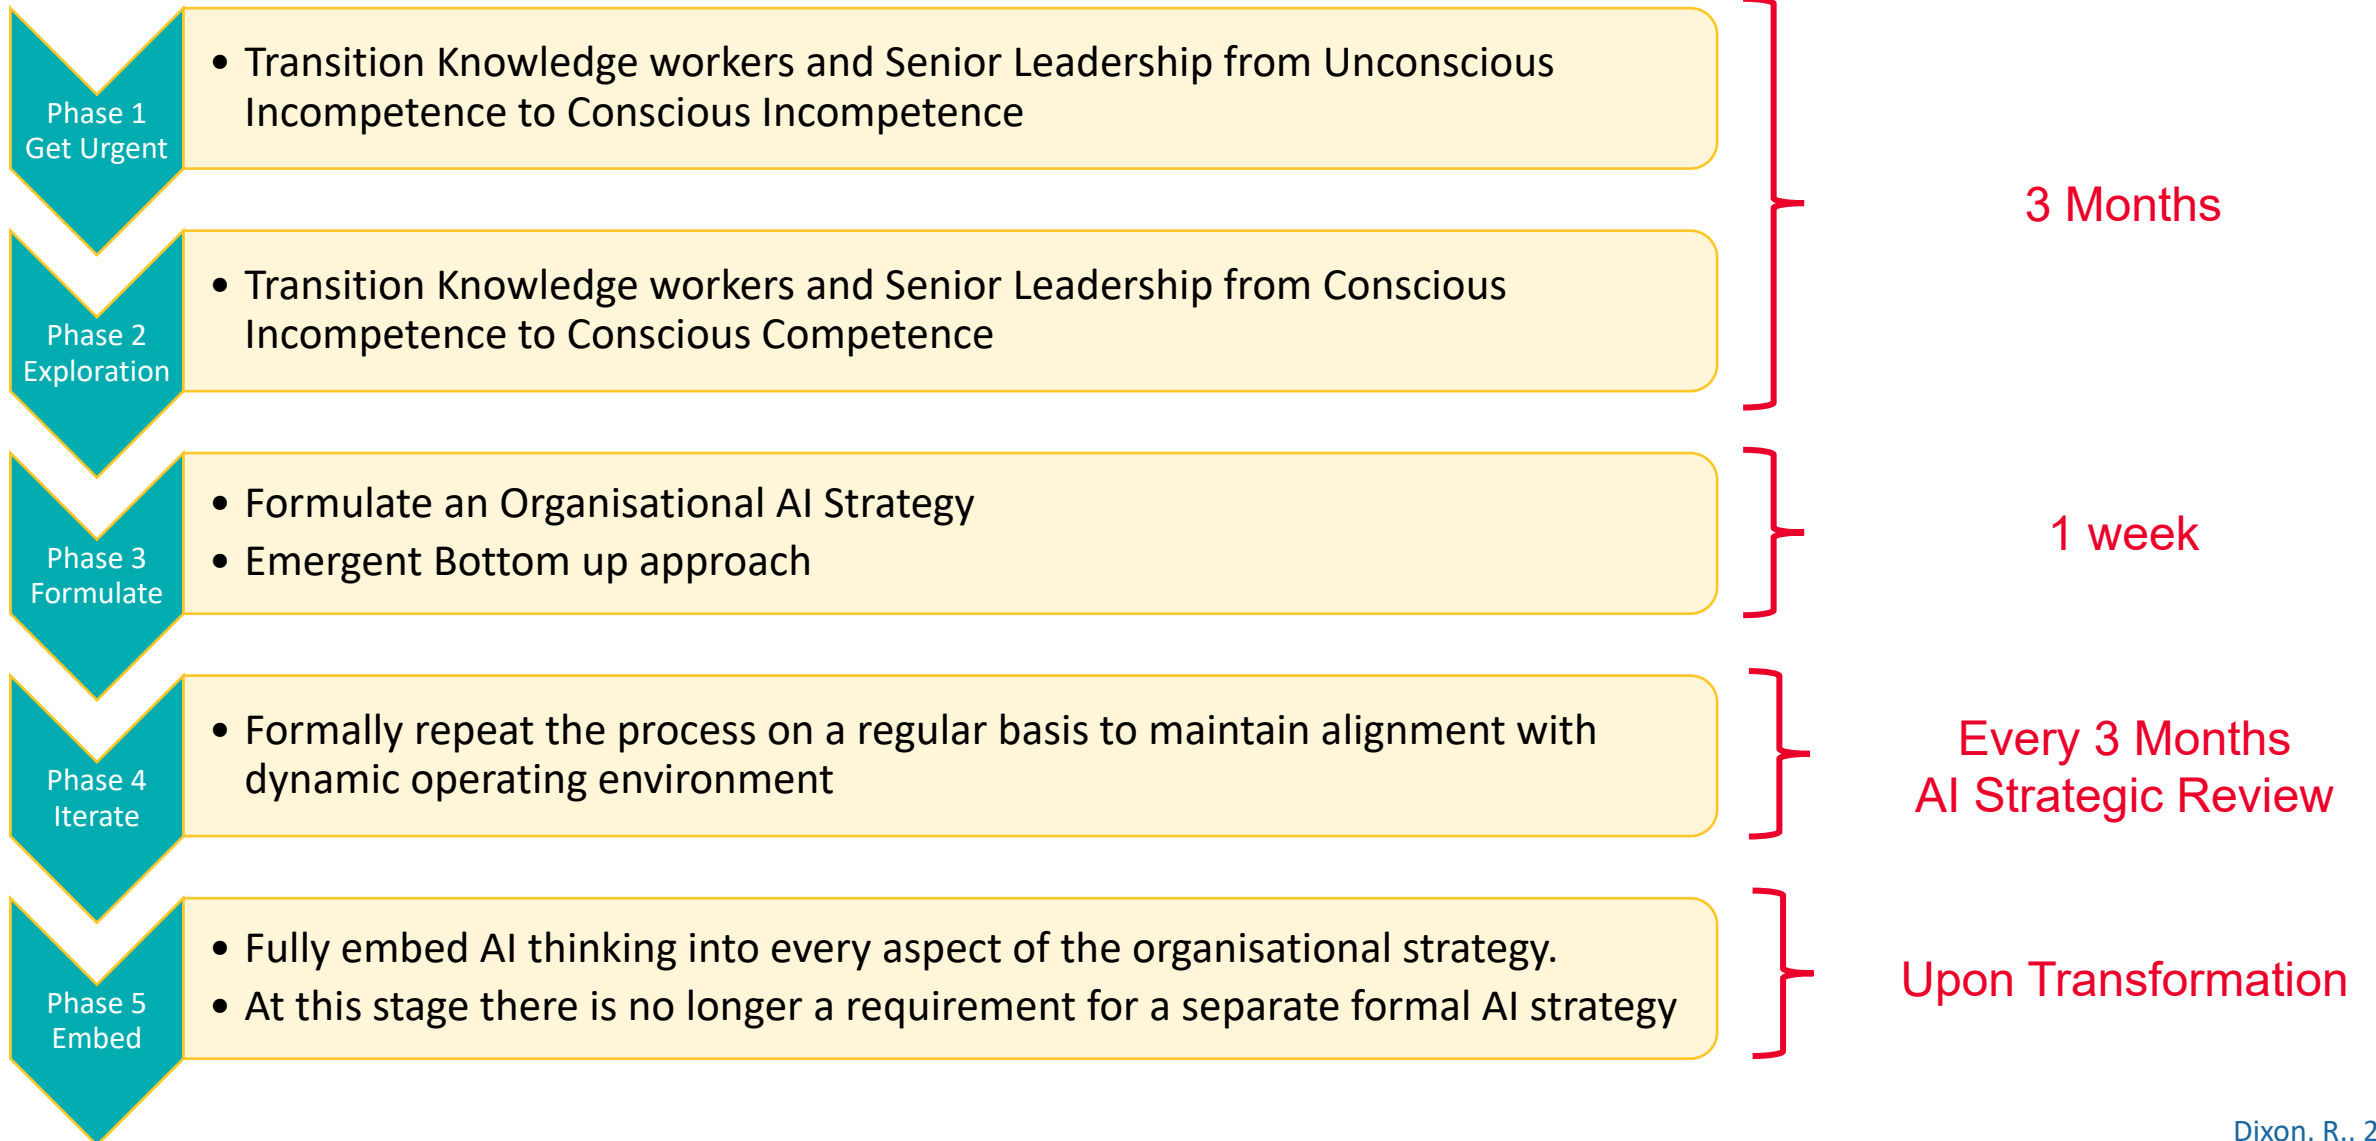 Phase 1
Get Urgent
• Transition Knowledge workers and Senior Leadership from Unconscious
Incompetence to Conscious Incompetence
3 Months
Phase 2
Exploration
• Transition Knowledge workers and Senior Leadership from Conscious
Incompetence to Conscious Competence
Phase 3
Formulate
• Formulate an Organisational AI Strategy
• Emergent Bottom up approach
1 week
Phase 4
Iterate
• Formally repeat the process on a regular basis to maintain alignment with
dynamic operating environment
Every 3 Months
AI Strategic Review
Phase 5
Embed
• Fully embed AI thinking into every aspect of the organisational strategy.
• At this stage there is no longer a requirement for a separate formal AI strategy
Upon Transformation
Dixon, R., 2